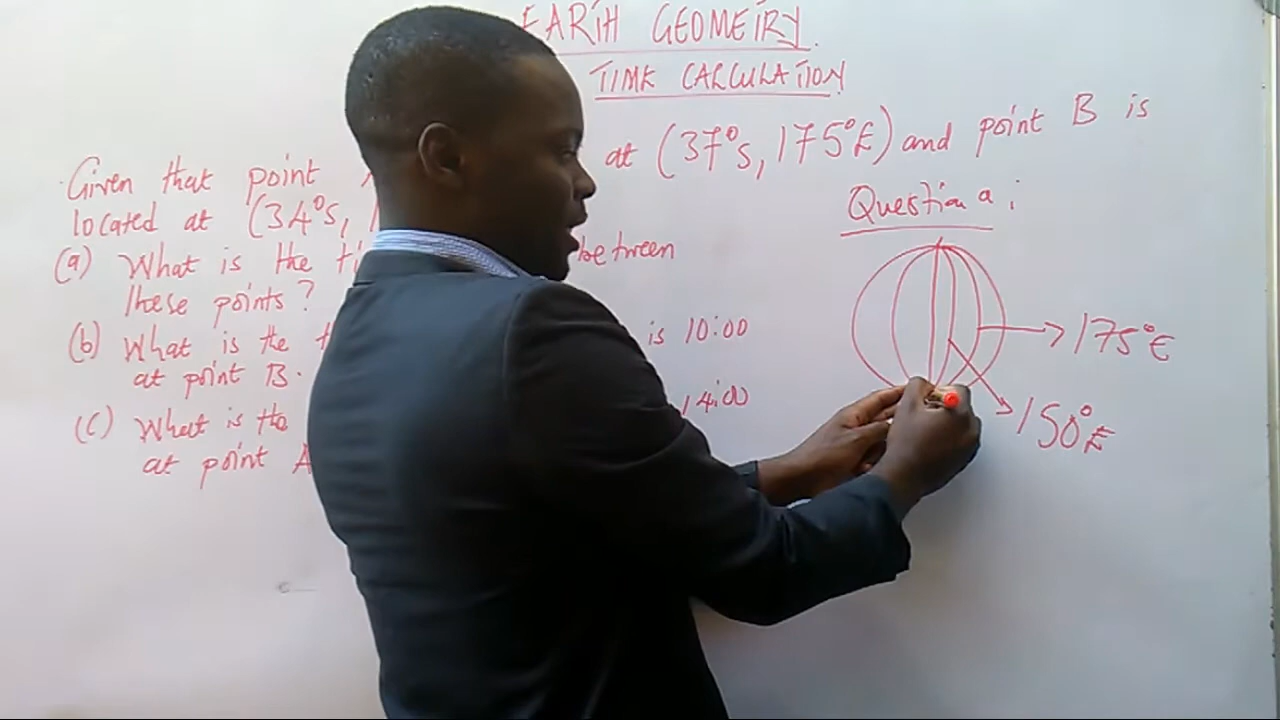 EARTH GEOMETRY
TIME CALCULATION
Given that point at (37°S, 175°E) and point B is
located at (34°S, 1
(a) What is the ti between
these points?
(b) What is the t is 10:00
at point B.
(c) What is the 14:00
at point A
Question a:
175°E
150°E